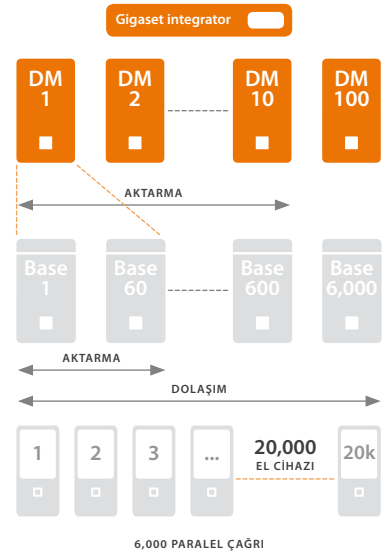 Gigaset integrator
DM
1
DM
2
DM
10
DM
100
AKTARMA
Base
1
Base
60
Base
600
Base
6,000
AKTARMA
DOLAŞIM
1
2
3
...
20,000
EL CİHAZI
20k
6,000 PARALEL ÇAĞRI